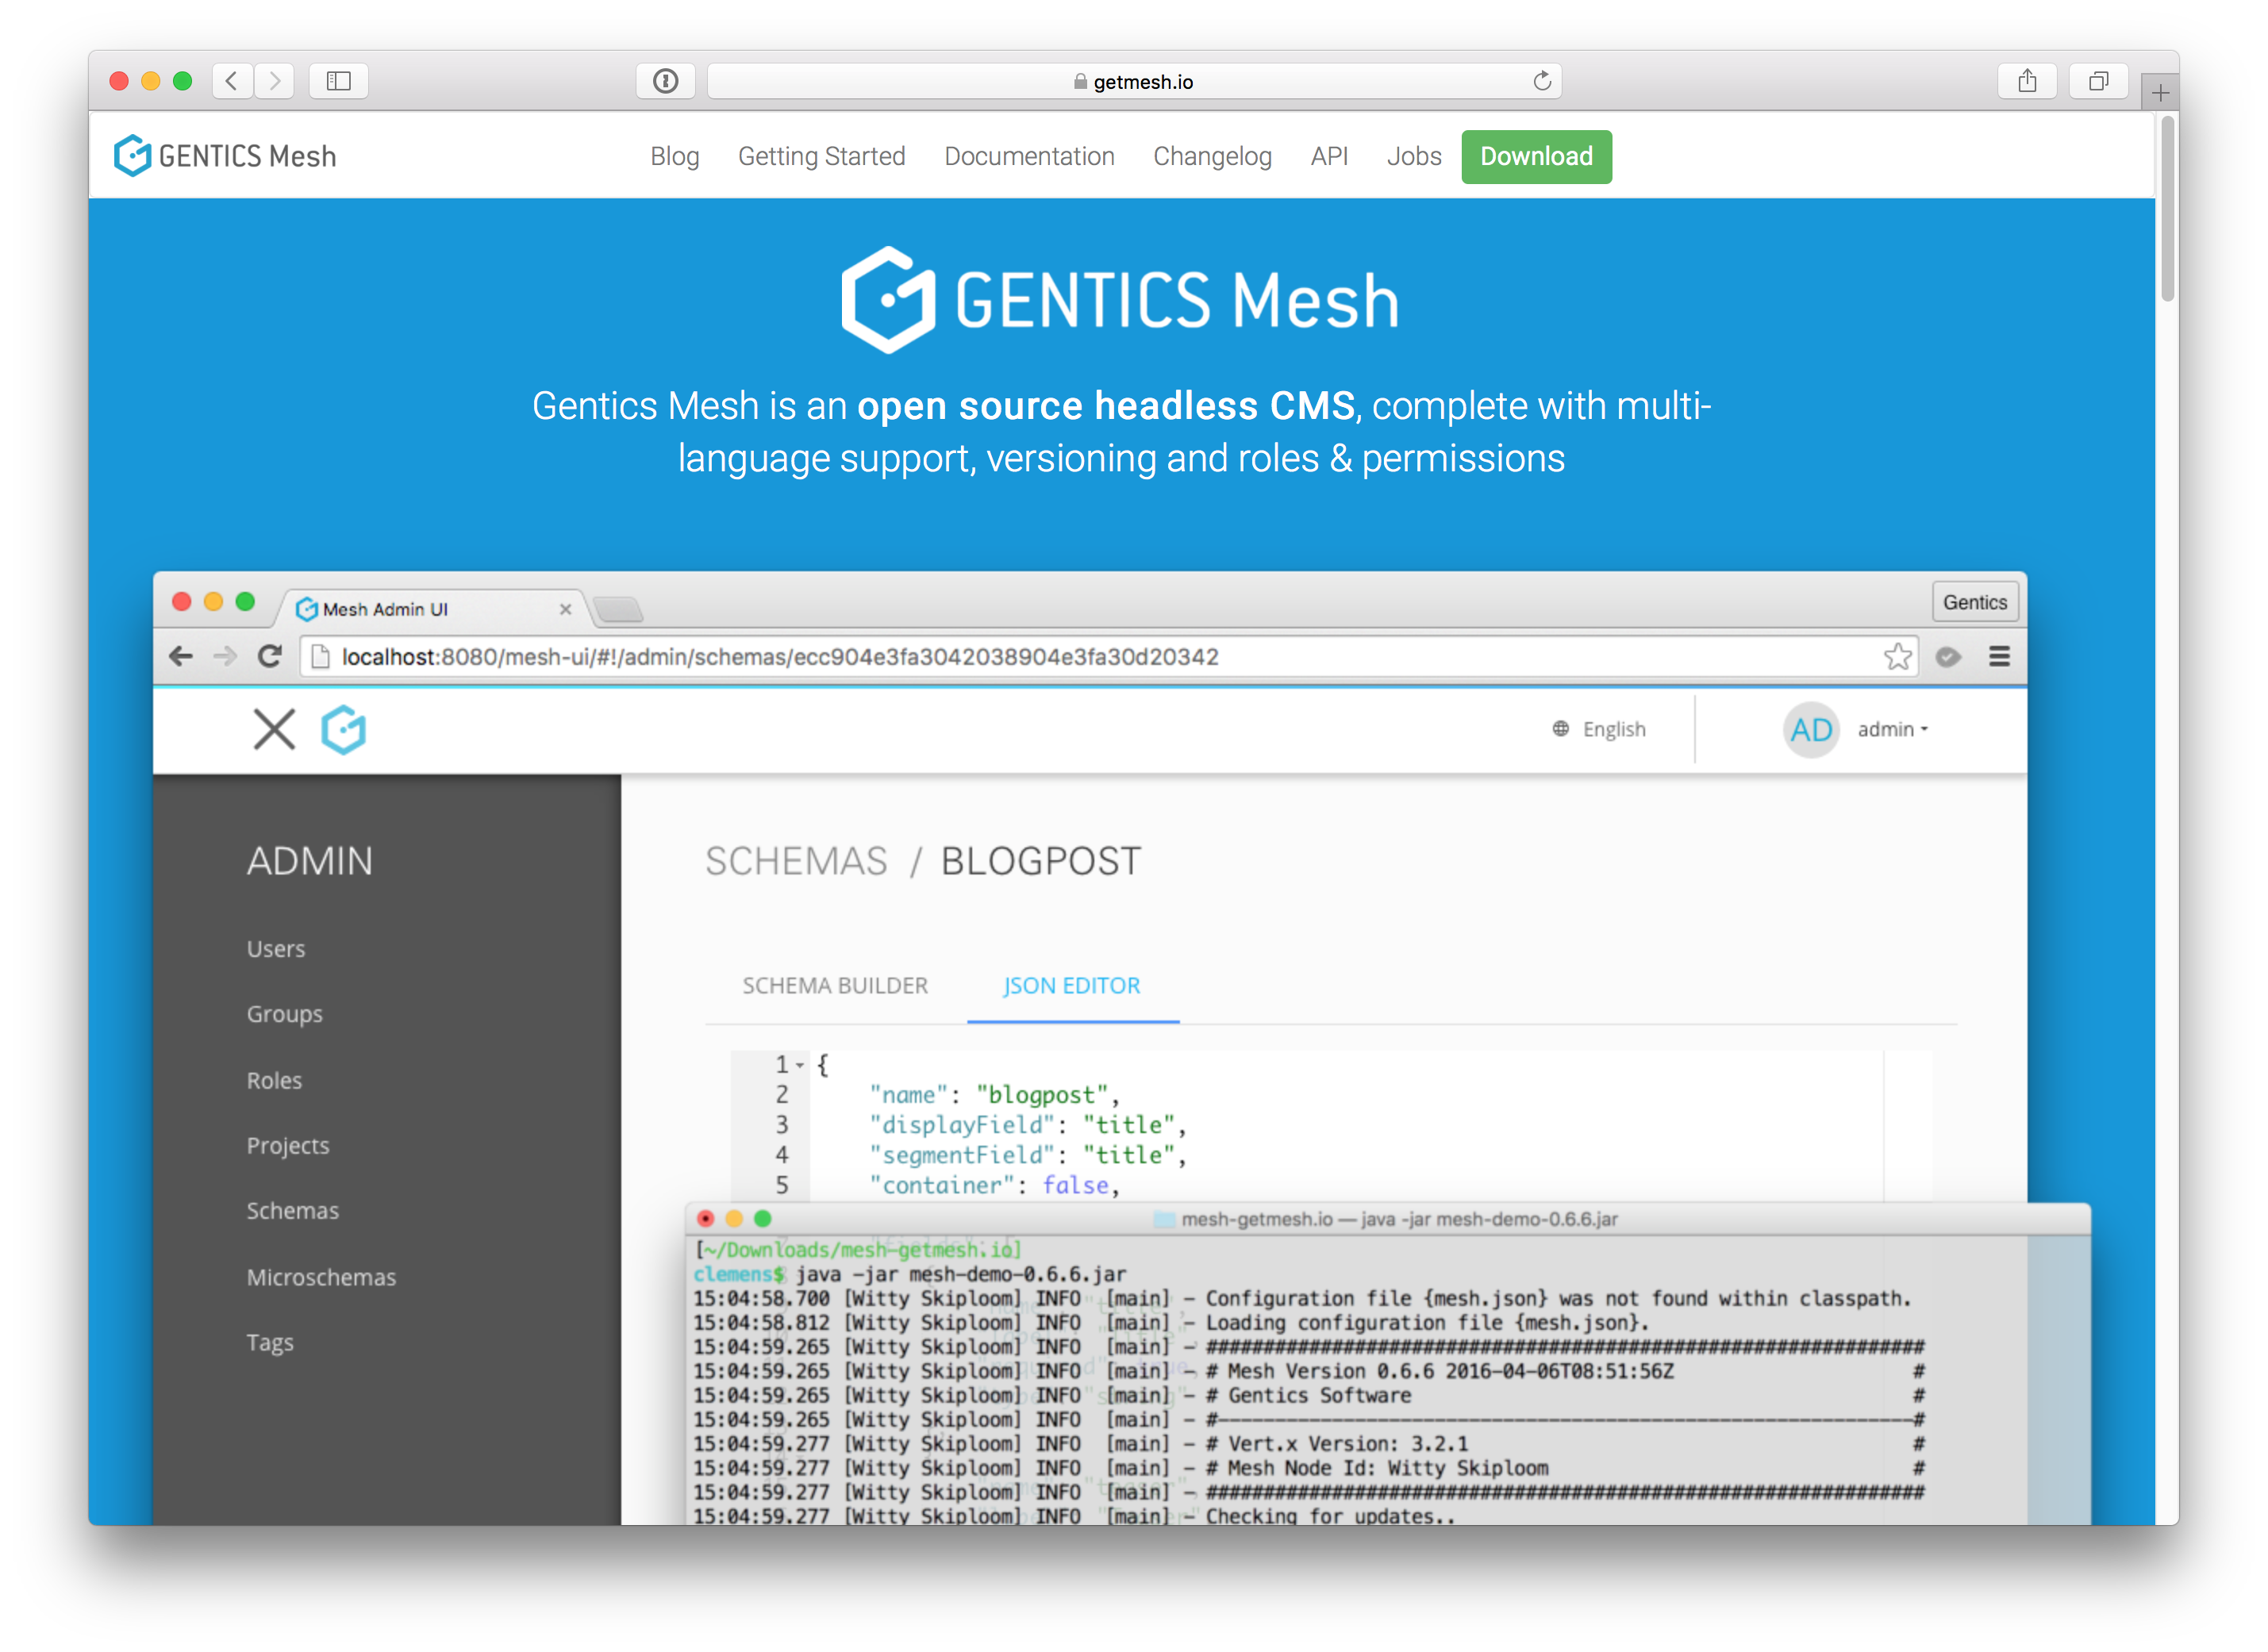 getmesh.io
GENTICS Mesh
Blog Getting Started Documentation Changelog API Jobs Download
GENTICS Mesh
Gentics Mesh is an open source headless CMS, complete with multi-
language support, versioning and roles & permissions
Mesh Admin UI
Gentics
localhost:8080/mesh-ui/#!/admin/schemas/ecc904e3fa3042038904e3fa30d20342
English
AD admin
ADMIN
Users
Groups
Roles
Projects
Schemas
Microschemas
Tags
SCHEMAS / BLOGPOST
SCHEMA BUILDER JSON EDITOR
1 {
2 "name": "blogpost",
3 "displayField": "title",
4 "segmentField": "title",
5 "container": false,
mesh-getmesh.io — java -jar mesh-demo-0.6.6.jar
[~/Downloads/mesh-getmesh.io]
clemens$ java -jar mesh-demo-0.6.6.jar
15:04:58.700 [Witty Skiploom] INFO [main] - Configuration file {mesh.json} was not found within classpath.
15:04:58.812 [Witty Skiploom] INFO [main] - Loading configuration file {mesh.json}.
15:04:59.265 [Witty Skiploom] INFO [main] - ###############################################################
15:04:59.265 [Witty Skiploom] INFO [main] - # Mesh Version 0.6.6 2016-04-06T08:51:56Z #
15:04:59.265 [Witty Skiploom] INFO [main] - # Gentics Software #
15:04:59.265 [Witty Skiploom] INFO [main] - #-------------------------------------------------------------#
15:04:59.277 [Witty Skiploom] INFO [main] - # Vert.x Version: 3.2.1 #
15:04:59.277 [Witty Skiploom] INFO [main] - # Mesh Node Id: Witty Skiploom #
15:04:59.277 [Witty Skiploom] INFO [main] - ###############################################################
15:04:59.277 [Witty Skiploom] INFO [main] - Checking for updates..